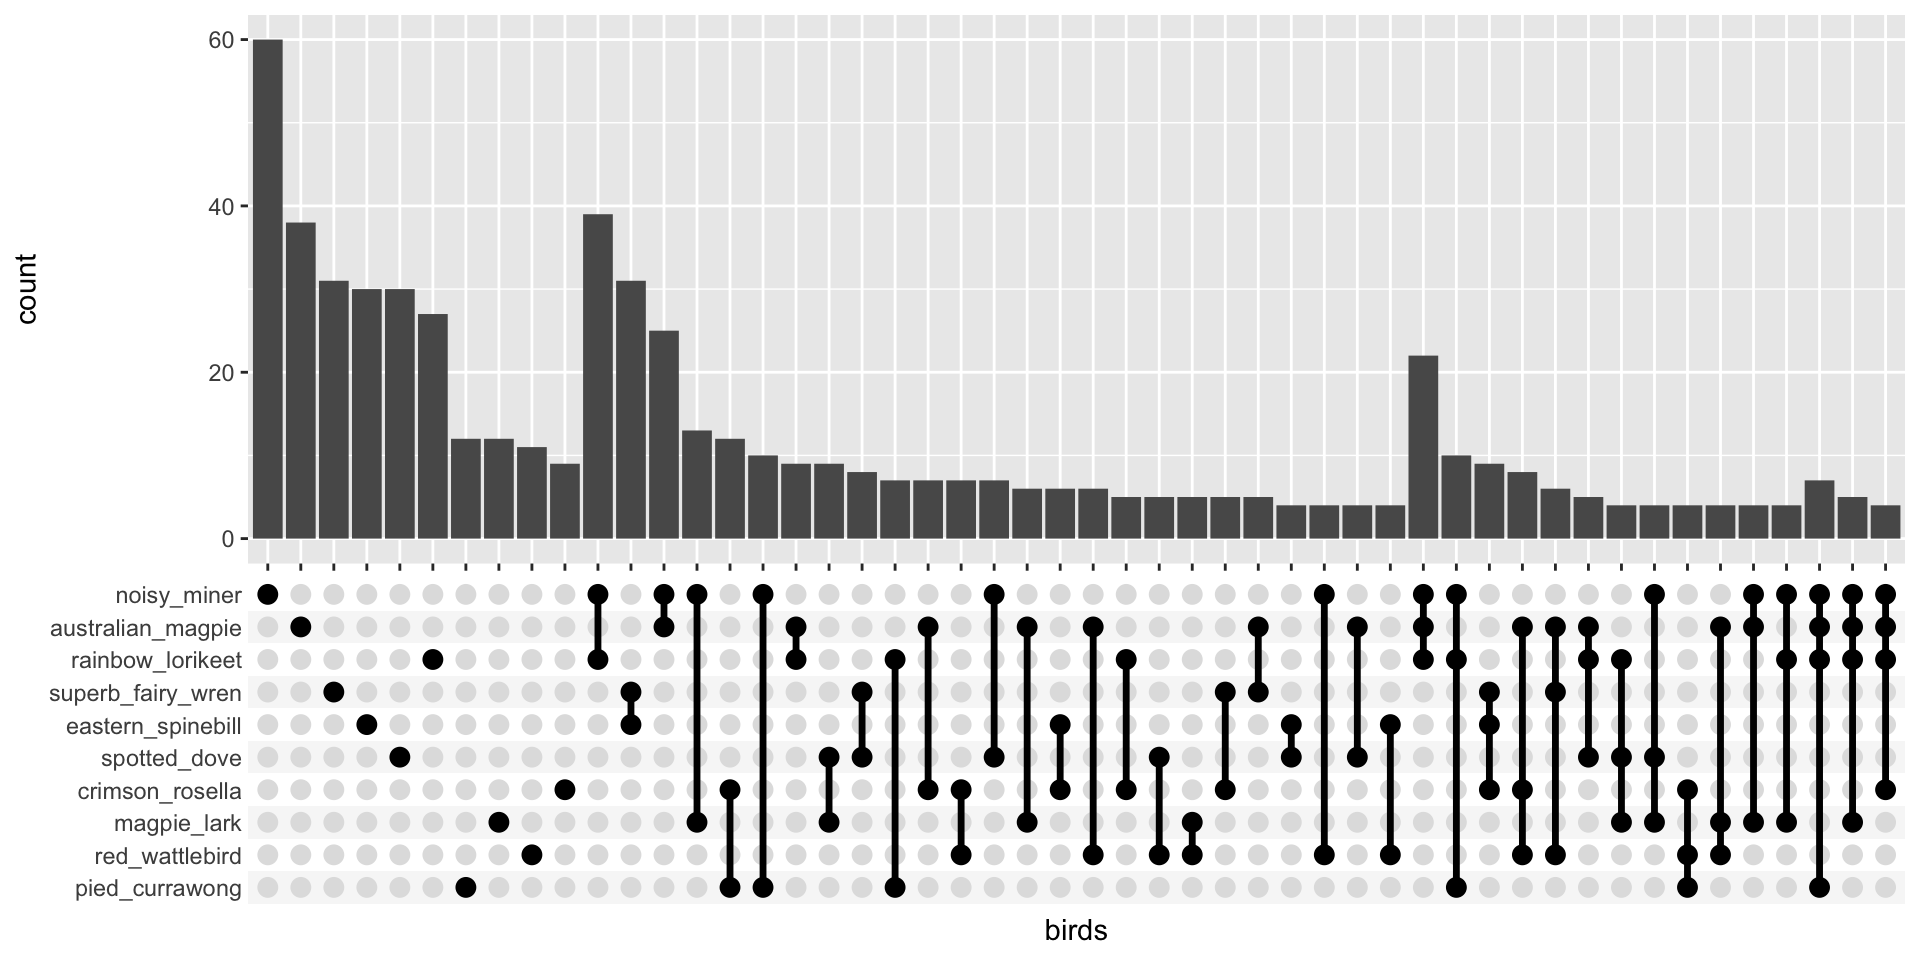 60
40
20
0
count
noisy_miner
australian_magpie
rainbow_lorikeet
superb_fairy_wren
eastern_spinebill
spotted_dove
crimson_rosella
magpie_lark
red_wattlebird
pied_currawong
birds